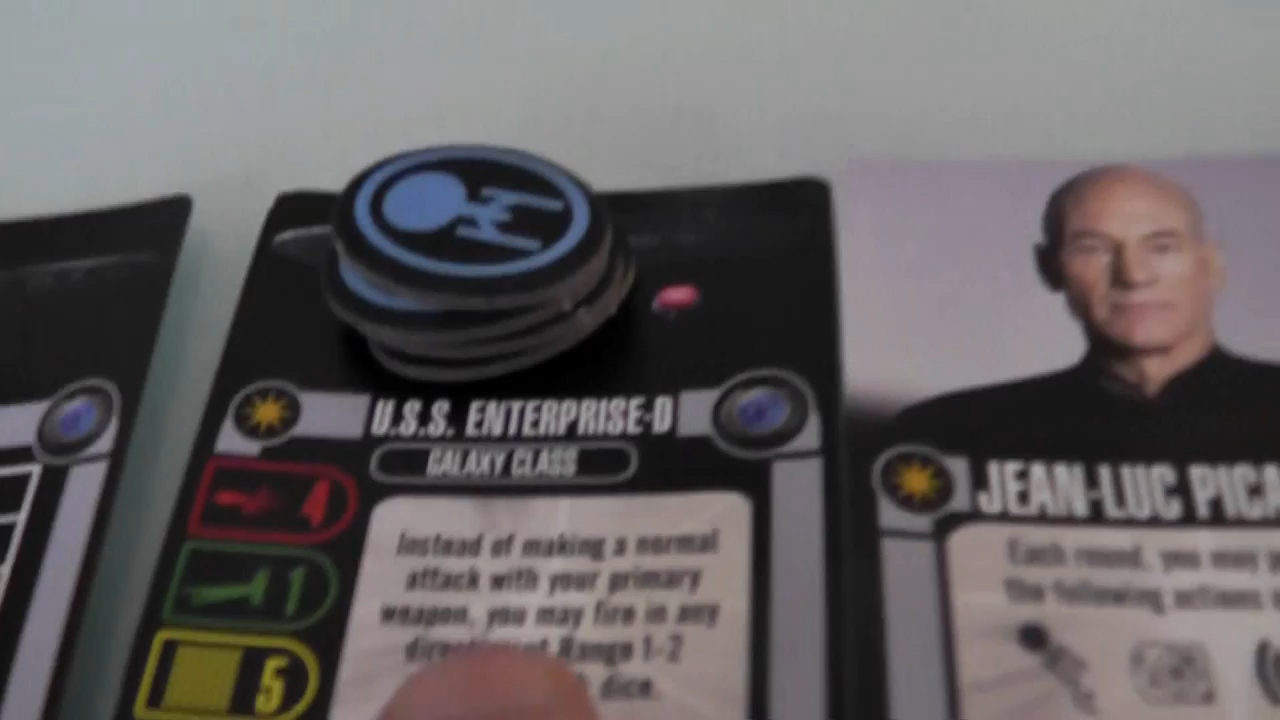 U.S.S. ENTERPRISE-D
GALAXY CLASS
4
1
5
Instead of making a normal
attack with your primary
weapon, you may fire in any
Range 1-2
dice.
JEAN-LUC
Each round, you may
the following actions